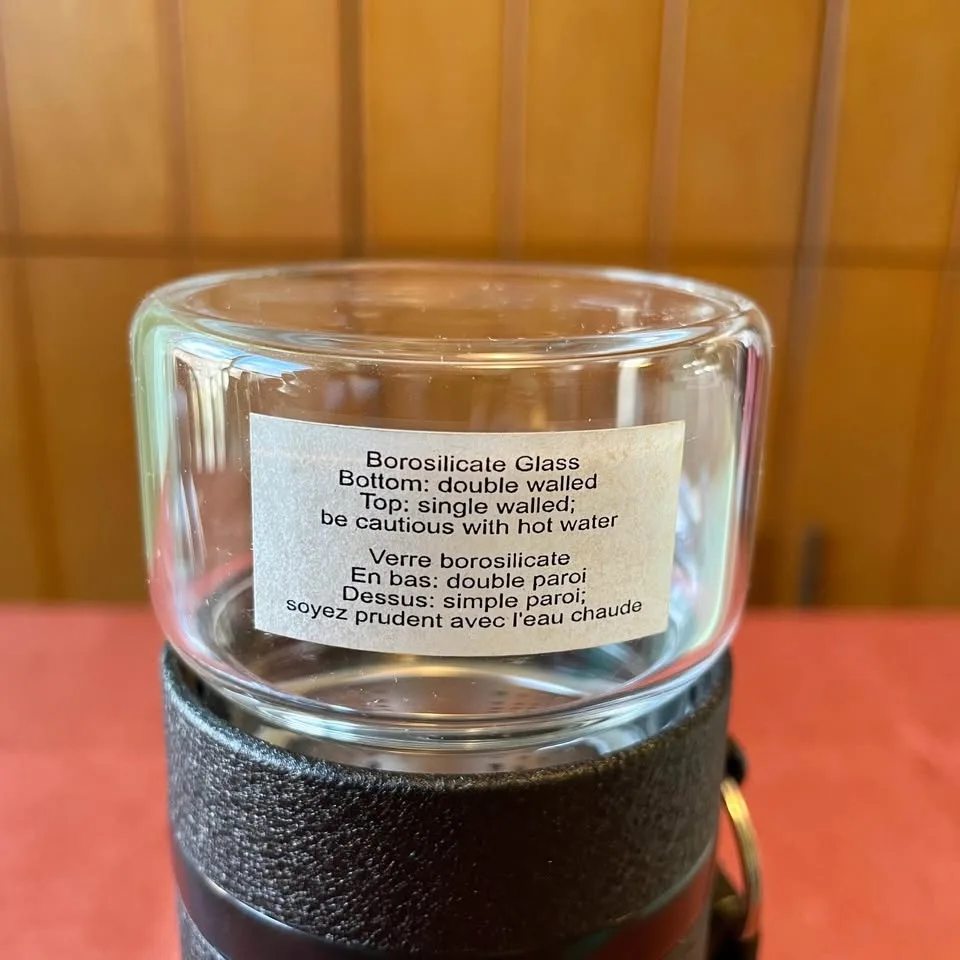 Borosilicate Glass
Bottom: double walled
Top: single walled;
be cautious with hot water
Verre borosilicate
En bas: double paroi
Dessus: simple paroi;
soyez prudent avec l'eau chaude